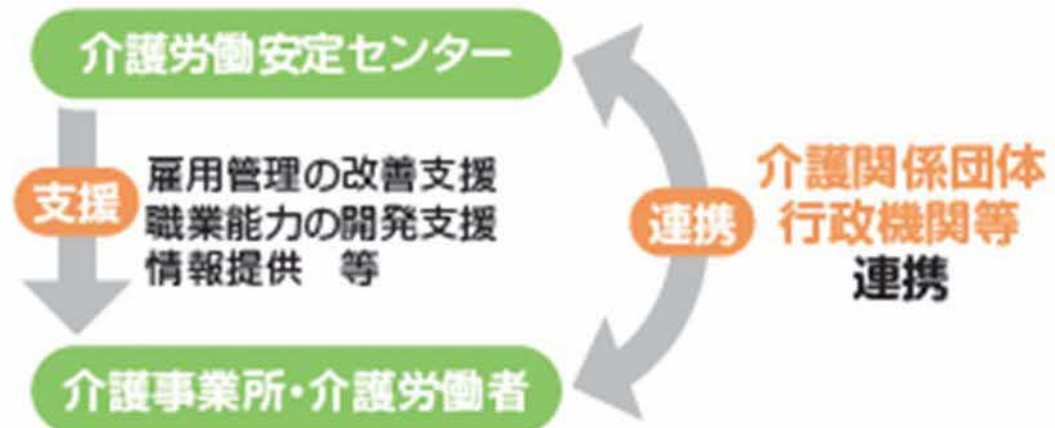 介護労働安定センター
支援
雇用管理の改善支援
職業能力の開発支援
情報提供　等
連携
介護関係団体
行政機関等
連携
介護事業所・介護労働者